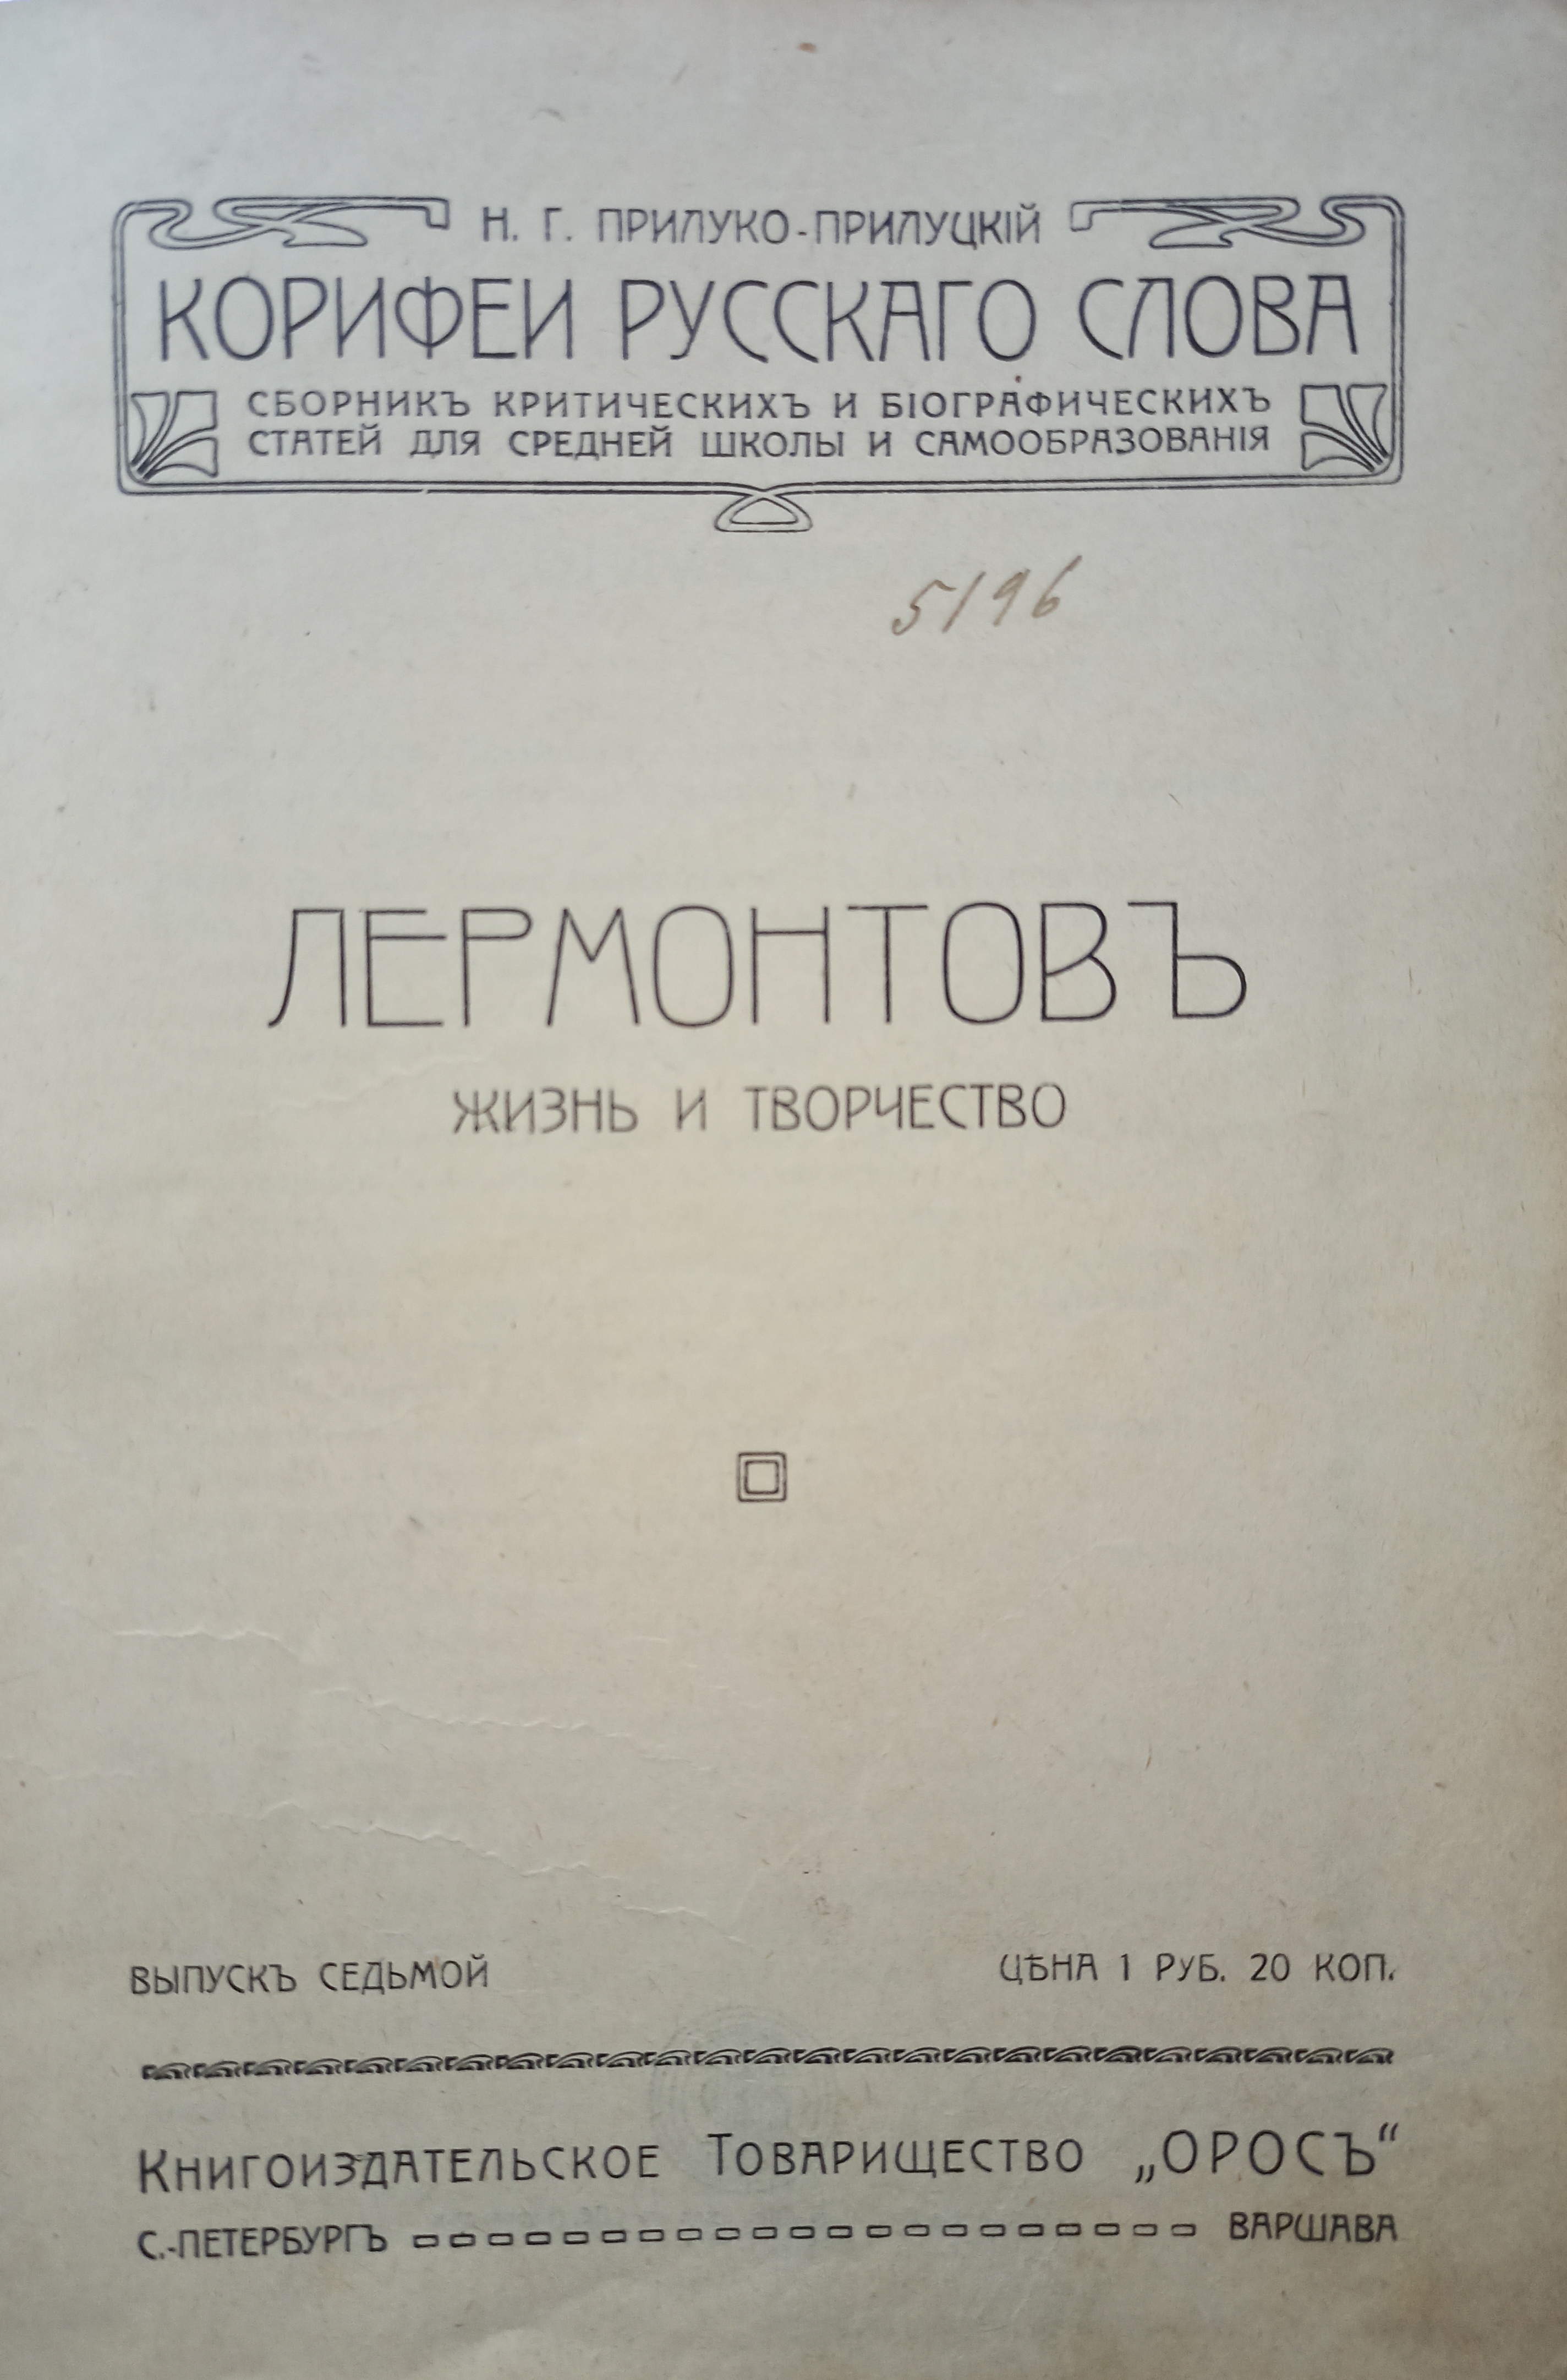 Н. Г. ПРИЛУКО-ПРИЛУЦКІЙ
КОРИФЕИ РУССКАГО СЛОВА
СБОРНИКЪ КРИТИЧЕСКИХЪ И БІОГРАФИЧЕСКИХЪ
СТАТЕЙ ДЛЯ СРЕДНЕЙ ШКОЛЫ И САМООБРАЗОВАНІЯ
5196
ЛЕРМОНТОВЪ
ЖИЗНЬ И ТВОРЧЕСТВО
ВЫПУСКЪ СЕДЬМОЙ
ЦѢНА 1 РУБ. 20 КОП.
КНИГОИЗДАТЕЛЬСКОЕ ТОВАРИЩЕСТВО „ОРОСЪ“
С.-ПЕТЕРБУРГЪ ВАРШАВА